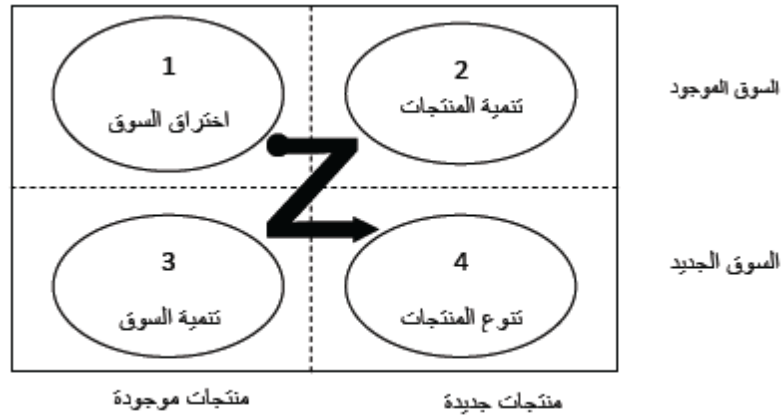 1
اختراق السوق
2
تنمية المنتجات
السوق الموجود
3
تنمية السوق
4
تنوع المنتجات
السوق الجديد
منتجات موجودة
منتجات جديدة